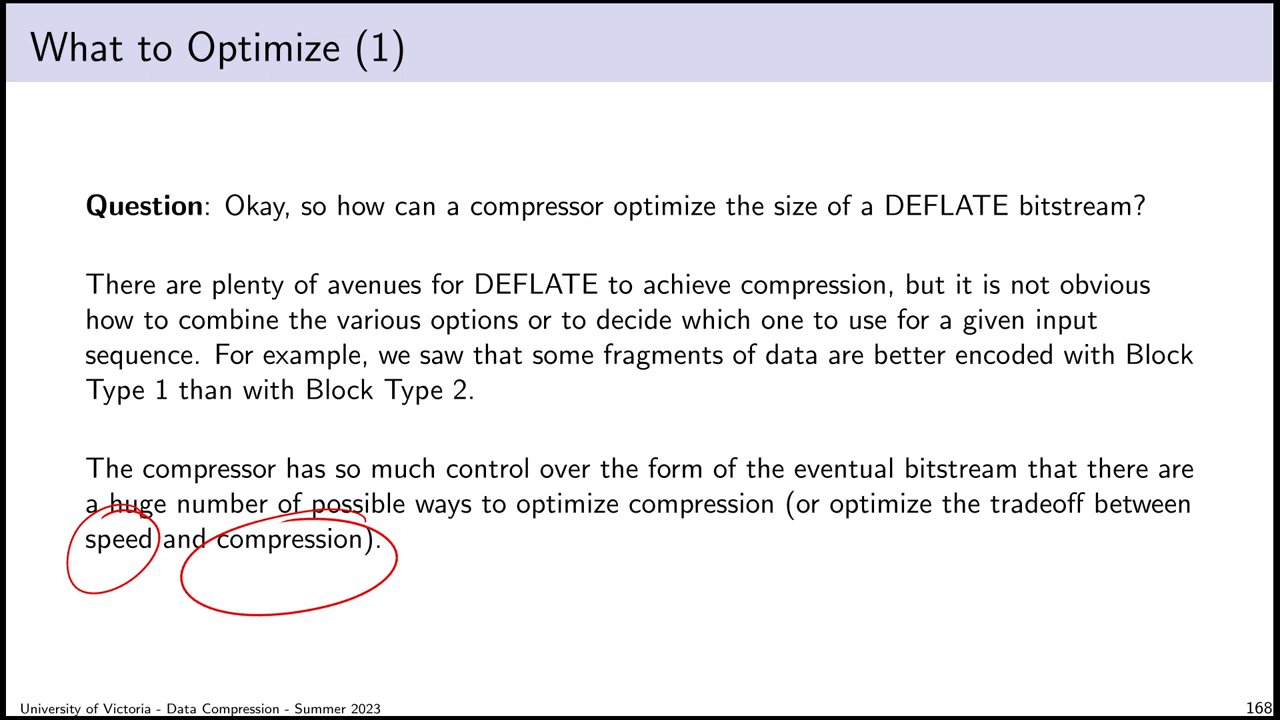 What to Optimize (1)
Question: Okay, so how can a compressor optimize the size of a DEFLATE bitstream?
There are plenty of avenues for DEFLATE to achieve compression, but it is not obvious
how to combine the various options or to decide which one to use for a given input
sequence. For example, we saw that some fragments of data are better encoded with Block
Type 1 than with Block Type 2.
The compressor has so much control over the form of the eventual bitstream that there are
a huge number of possible ways to optimize compression (or optimize the tradeoff between
speed and compression).
University of Victoria - Data Compression - Summer 2023
168